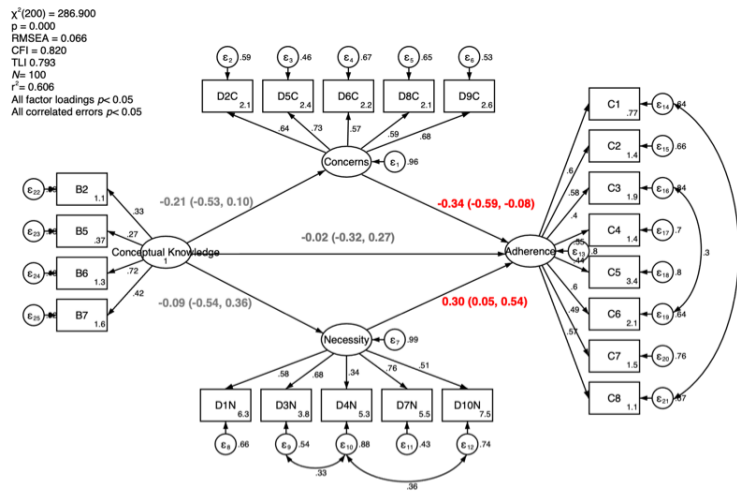 χ²(200) = 286.900
p = 0.000
RMSEA = 0.066
CFI = 0.820
TLI 0.793
N= 100
r²= 0.606
All factor loadings p< 0.05
All correlated errors p< 0.05
ε₂ .59 ε₃ .46 ε₄ .67 ε₅ .65 ε₆ .53
D2C 2.1 D5C 2.4 D6C 2.2 D8C 2.1 D9C 2.6
.64 .73 .57 .59 .68
Concerns ε₁ .96
ε₂₂ B2 1.1 .33
ε₂₃ B5 .37 .27
ε₂₄ B6 1.3 .72
ε₂₅ B7 1.6 .42
Conceptual Knowledge 1
-0.21 (-0.53, 0.10)
-0.34 (-0.59, -0.08)
-0.02 (-0.32, 0.27)
-0.09 (-0.54, 0.36)
0.30 (0.05, 0.54)
Adherence ε₁₃ .8
C1 .77 ε₁₄
C2 1.4 ε₁₅ .66
C3 1.9 ε₁₆
C4 1.4 ε₁₇ .7
C5 3.4 ε₁₈ .8
C6 2.1 ε₁₉ .64
C7 1.5 ε₂₀ .76
C8 1.1 ε₂₁
.6
.58
.4
.44
.6
.49
.57
.3
Necessity ε₇ .99
.58 .68 .34 .76 .51
D1N 6.3 D3N 3.8 D4N 5.3 D7N 5.5 D10N 7.5
ε₈ .66 ε₉ .54 ε₁₀ .88 ε₁₁ .43 ε₁₂ .74
.33
.36